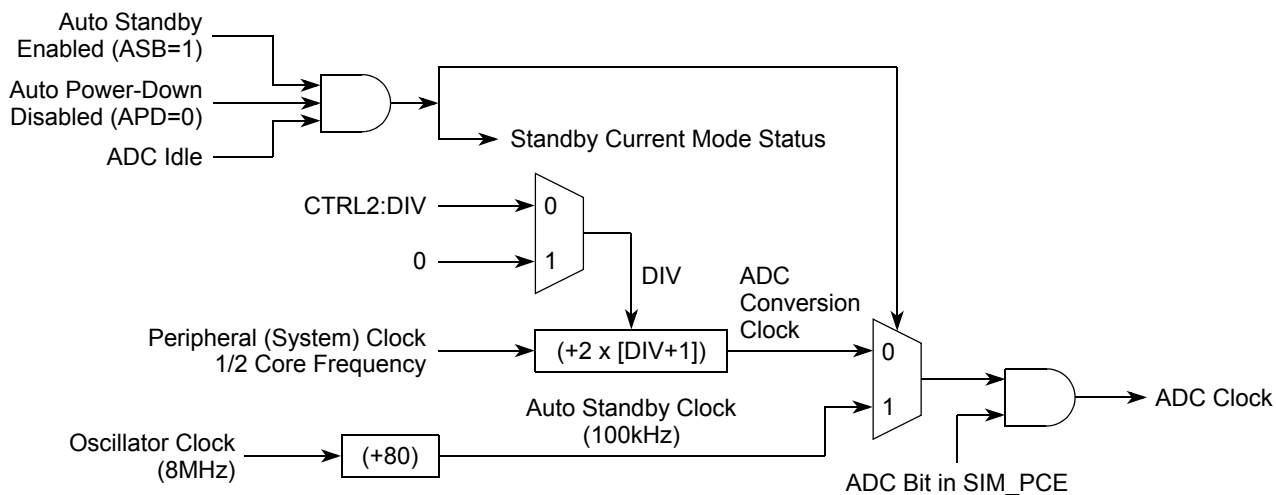 Auto Standby
Enabled (ASB=1)
Auto Power-Down
Disabled (APD=0)
ADC Idle
Standby Current Mode Status
CTRL2:DIV
0
0
1
DIV
ADC
Conversion
Clock
Peripheral (System) Clock
1/2 Core Frequency
(+2 x [DIV+1])
0
1
Auto Standby Clock
(100kHz)
ADC Clock
Oscillator Clock
(8MHz)
(+80)
ADC Bit in SIM_PCE